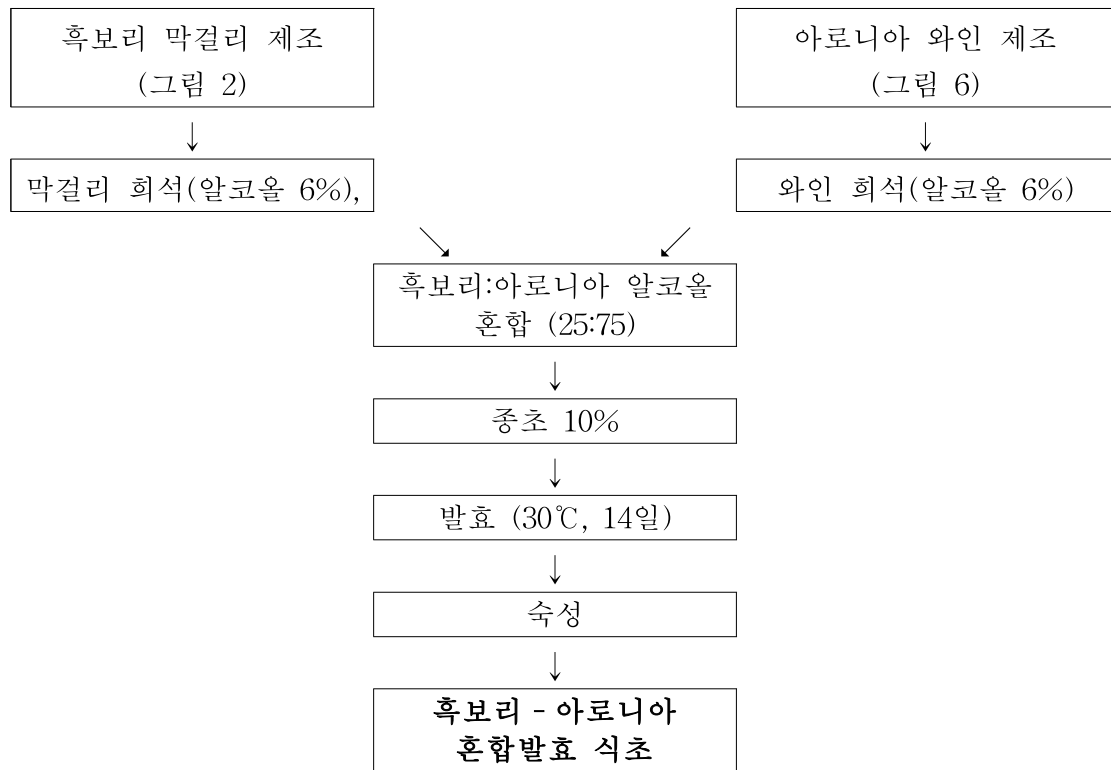 흑보리 막걸리 제조
(그림 2)
아로니아 와인 제조
(그림 6)
↓
↓
막걸리 희석(알코올 6%),
와인 희석(알코올 6%)
↘
↙
흑보리:아로니아 알코올
혼합 (25:75)
↓
종초 10%
↓
발효 (30℃, 14일)
↓
숙성
↓
흑보리 - 아로니아
혼합발효 식초